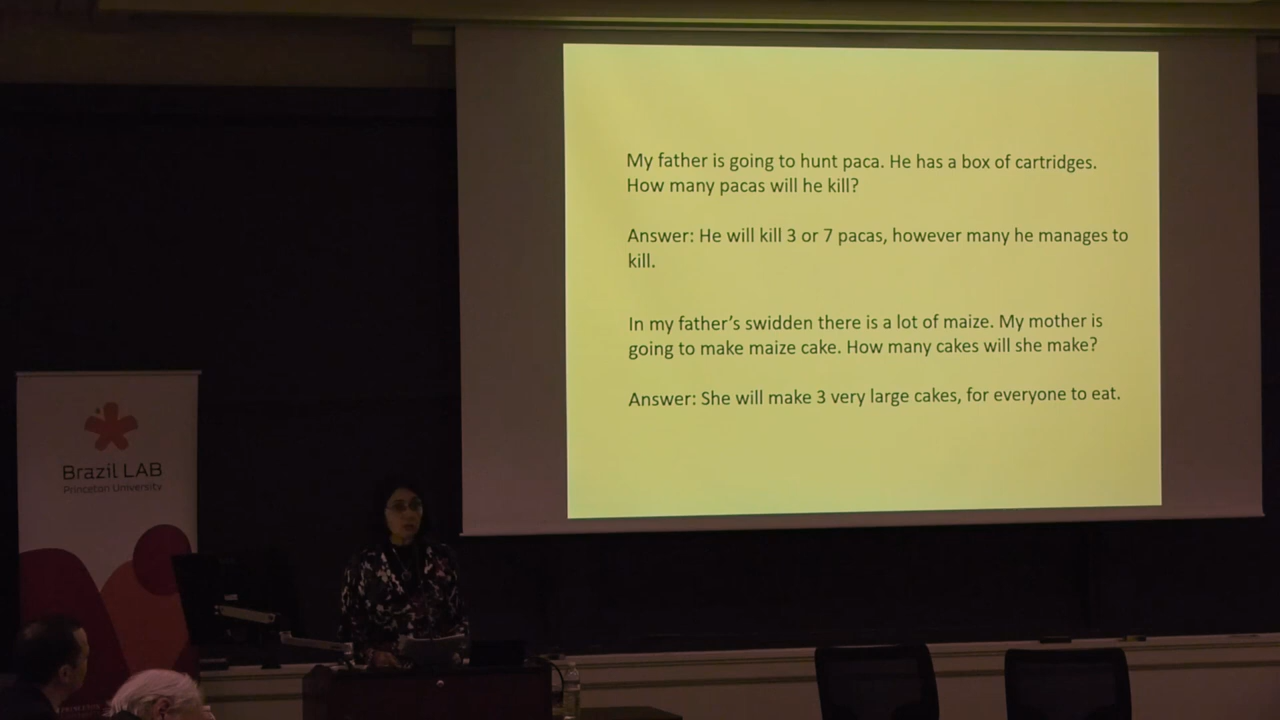 My father is going to hunt paca. He has a box of cartridges.
How many pacas will he kill?
Answer: He will kill 3 or 7 pacas, however many he manages to
kill.
In my father's swidden there is a lot of maize. My mother is
going to make maize cake. How many cakes will she make?
Answer: She will make 3 very large cakes, for everyone to eat.
Brazil LAB
Princeton University